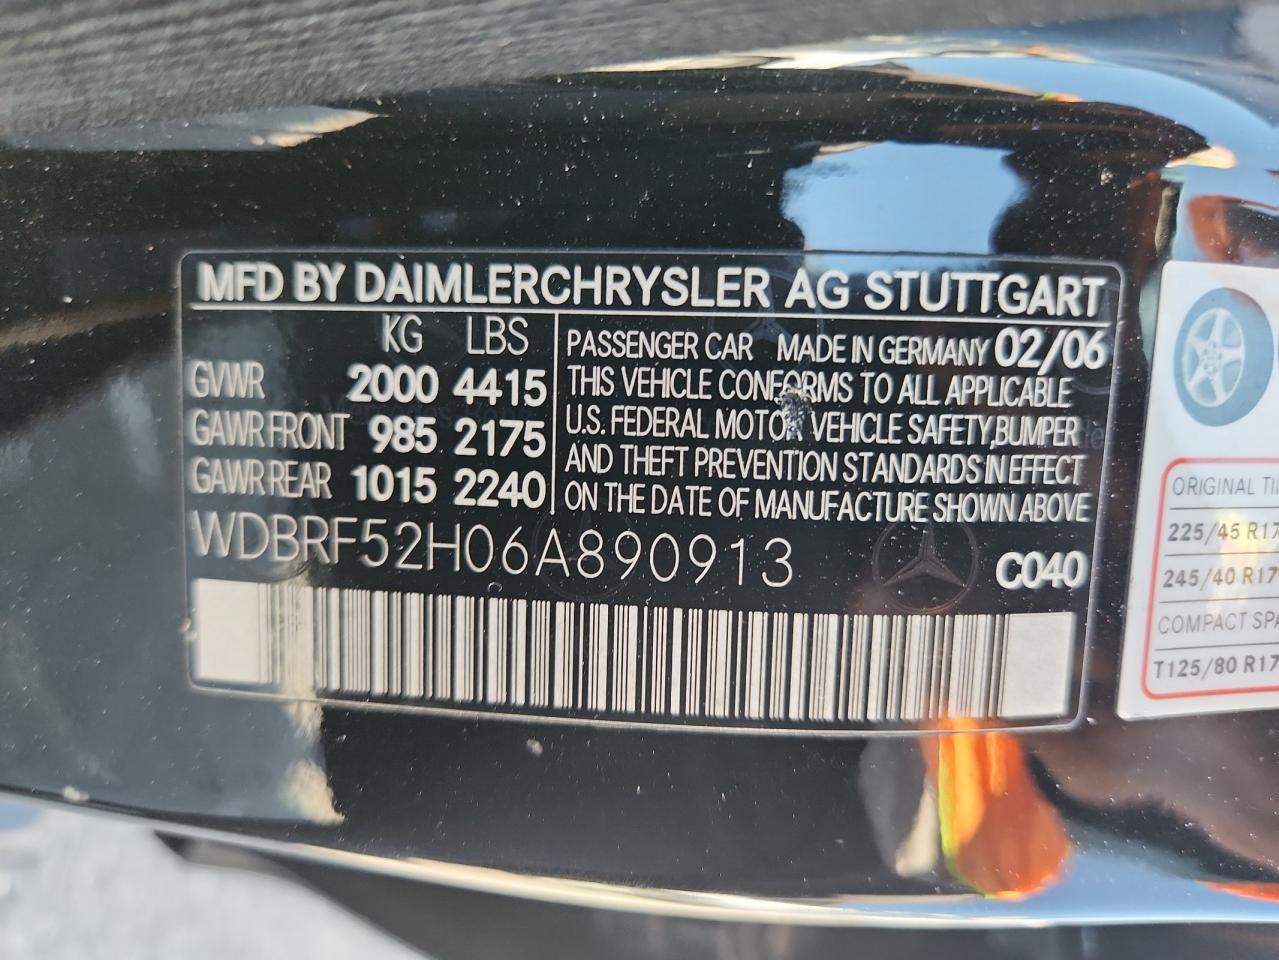 MFD BY DAIMLERCHRYSLER AG STUTTGART
KG LBS
GVWR 2000 4415
GAWR FRONT 985 2175
GAWR REAR 1015 2240
PASSENGER CAR MADE IN GERMANY 02/06
THIS VEHICLE CONFORMS TO ALL APPLICABLE
U.S. FEDERAL MOTOR VEHICLE SAFETY,BUMPER
AND THEFT PREVENTION STANDARDS IN EFFECT
ON THE DATE OF MANUFACTURE SHOWN ABOVE
WDBRF52H06A890913
C040
ORIGINAL
225/45 R17
245/40 R17
COMPACT
T125/80 R17